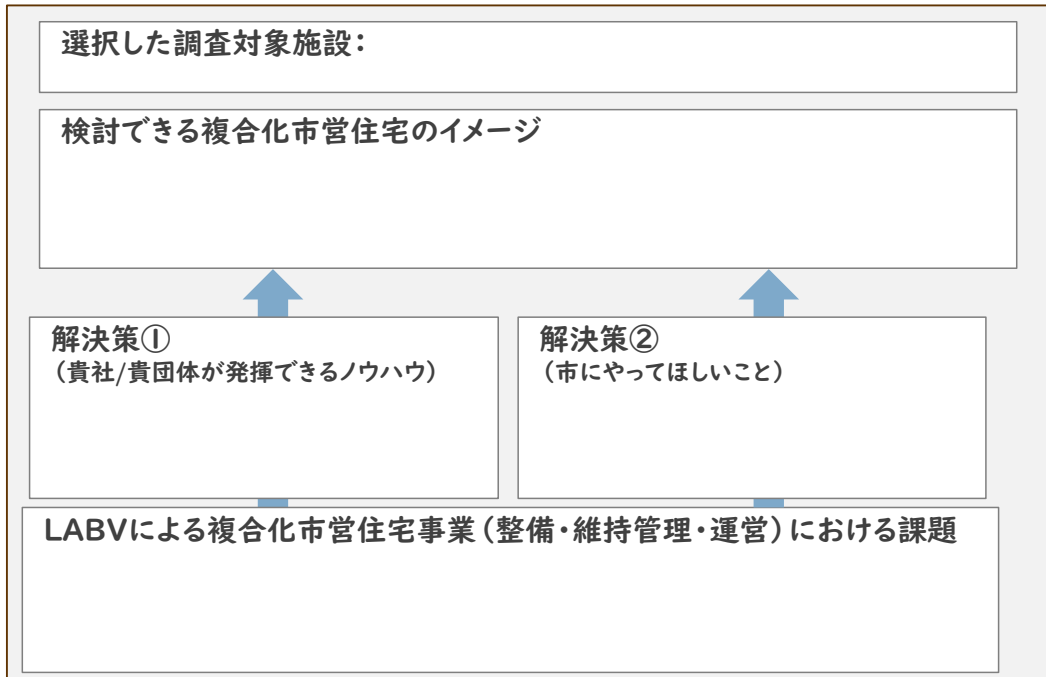 選択した調査対象施設：
検討できる複合化市営住宅のイメージ
解決策①
（貴社/貴団体が発揮できるノウハウ）
解決策②
（市にやってほしいこと）
LABVによる複合化市営住宅事業（整備・維持管理・運営）における課題